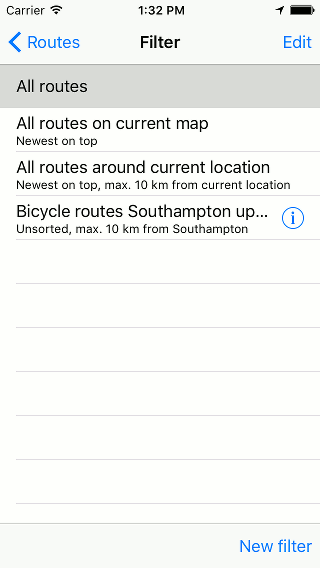 Carrier 1:32 PM
Routes Filter Edit
All routes
All routes on current map
Newest on top
All routes around current location
Newest on top, max. 10 km from current location
Bicycle routes Southampton up...
Unsorted, max. 10 km from Southampton
New filter